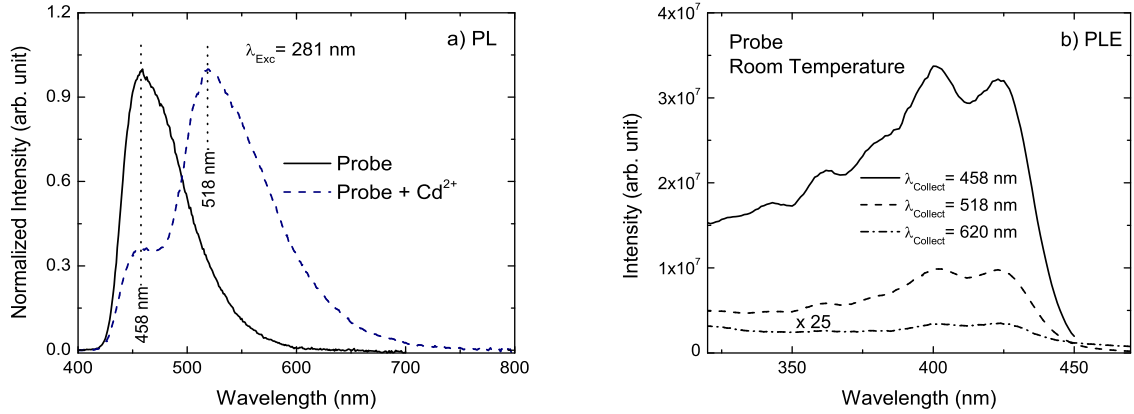 a) PL
λExc= 281 nm
Probe
Probe + Cd2+
458 nm
518 nm
Normalized Intensity (arb. unit)
1.2
0.9
0.6
0.3
0.0
400 500 600 700 800
Wavelength (nm)
b) PLE
Probe
Room Temperature
λCollect= 458 nm
λCollect= 518 nm
λCollect= 620 nm
x 25
Intensity (arb. unit)
4x10⁷
3x10⁷
2x10⁷
1x10⁷
0
350 400 450
Wavelength (nm)